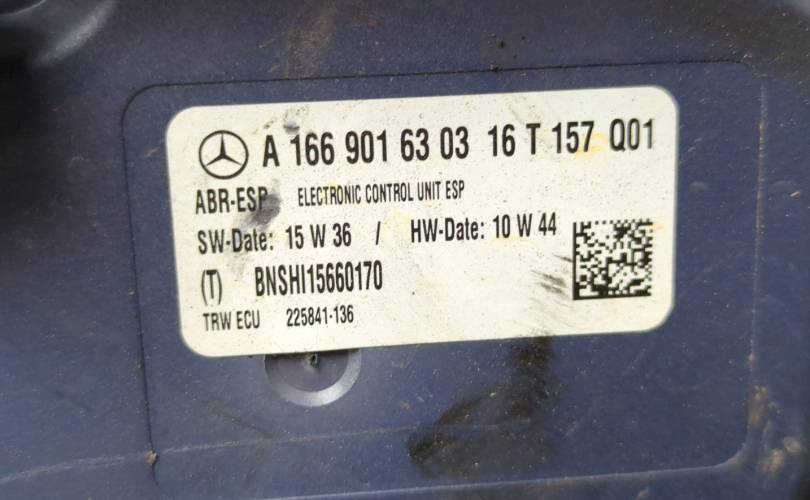 A 166 901 63 03 16 T 157 Q01
ABR-ESP ELECTRONIC CONTROL UNIT ESP
SW-Date: 15 W 36 / HW-Date: 10 W 44
(T) BNSHI15660170
TRW ECU 225841-136